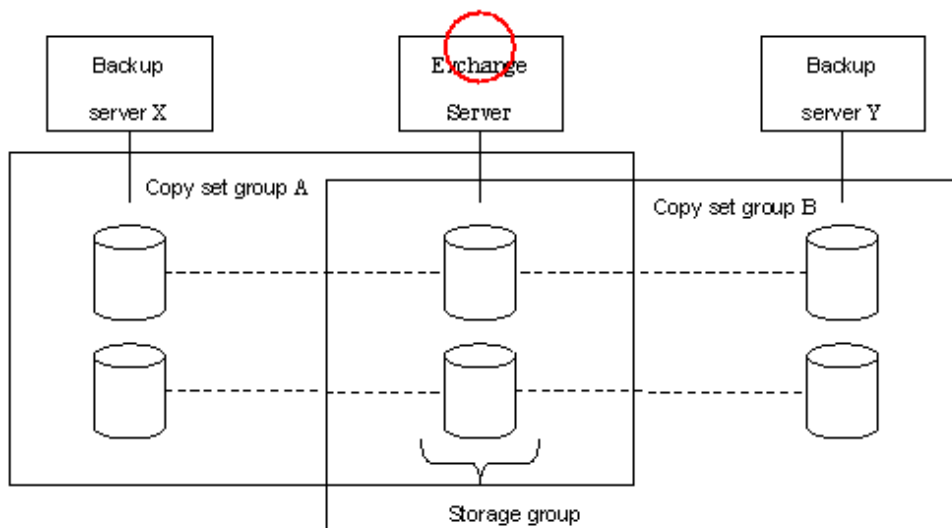 Backup
server X
Exchange
Server
Backup
server Y
Copy set group A
Copy set group B
Storage group